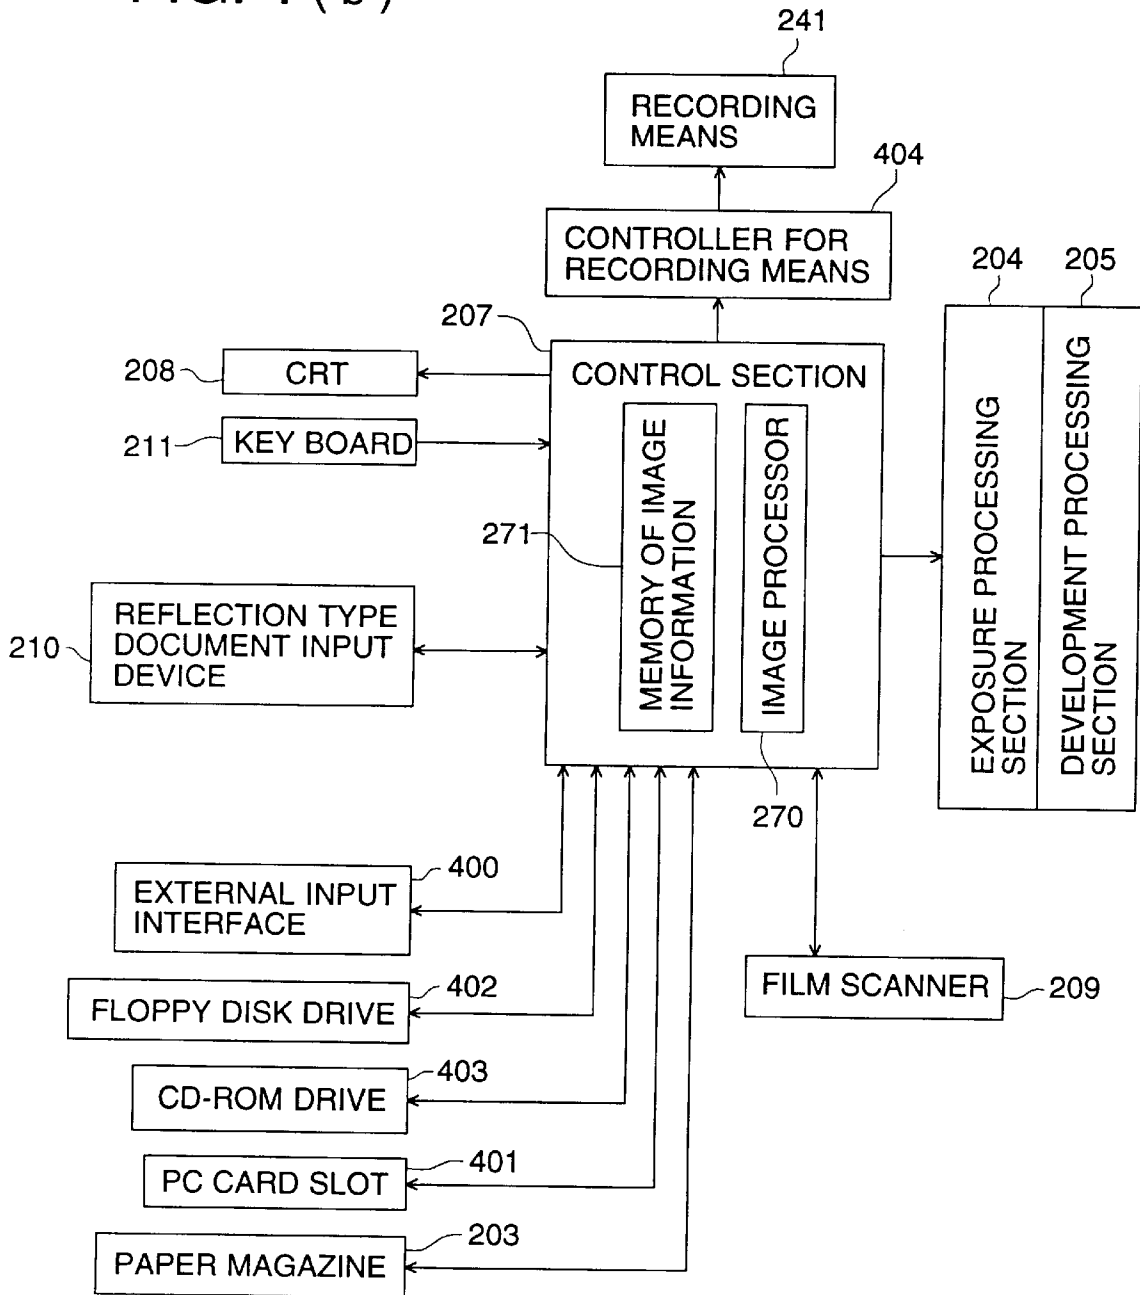 241
RECORDING
MEANS
404
CONTROLLER FOR
RECORDING MEANS
204
205
207
208
CRT
CONTROL SECTION
211
KEY BOARD
271
MEMORY OF IMAGE
INFORMATION
IMAGE PROCESSOR
270
EXPOSURE PROCESSING
SECTION
DEVELOPMENT PROCESSING
SECTION
210
REFLECTION TYPE
DOCUMENT INPUT
DEVICE
400
EXTERNAL INPUT
INTERFACE
402
FLOPPY DISK DRIVE
FILM SCANNER
209
403
CD-ROM DRIVE
401
PC CARD SLOT
203
PAPER MAGAZINE